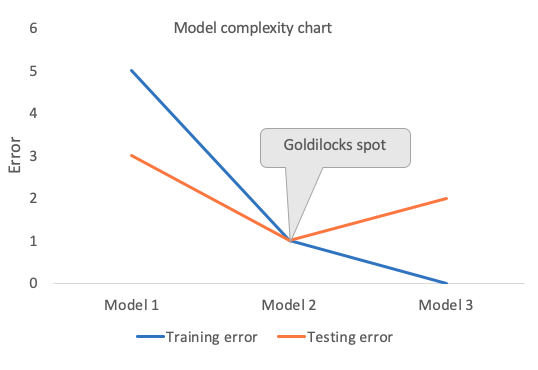 Model complexity chart
6
5
4
3
2
1
0
Error
Goldilocks spot
Model 1 Model 2 Model 3
Training error Testing error